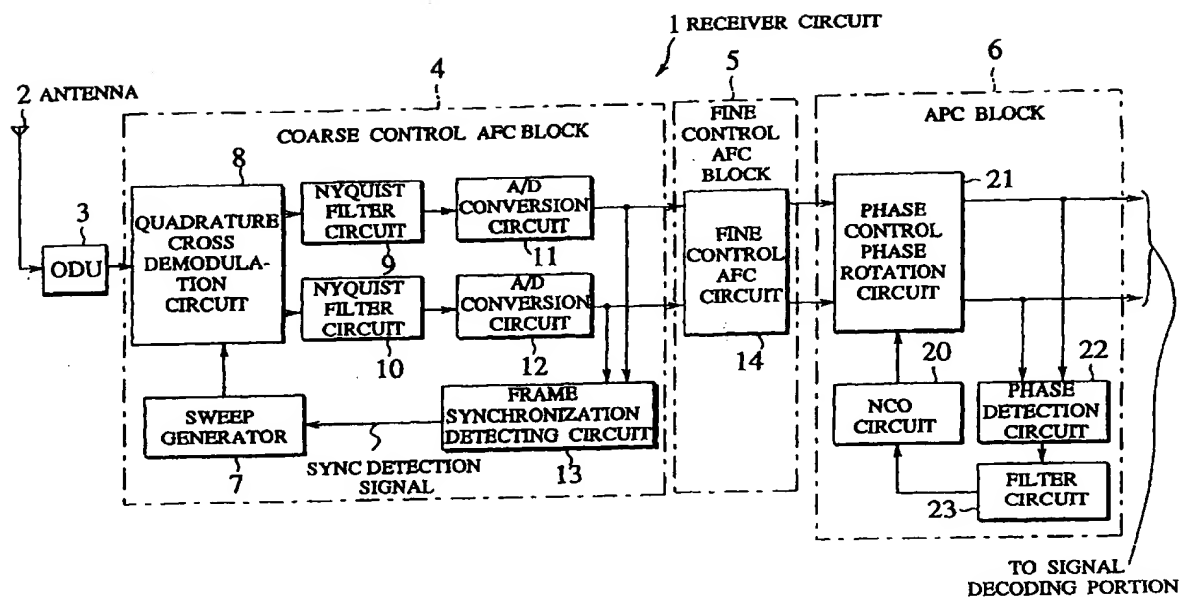 1 RECEIVER CIRCUIT
2 ANTENNA
3
ODU
4
COARSE CONTROL AFC BLOCK
8
QUADRATURE
CROSS
DEMODULA-
TION
CIRCUIT
NYQUIST
FILTER
CIRCUIT
9
A/D
CONVERSION
CIRCUIT
11
NYQUIST
FILTER
CIRCUIT
10
A/D
CONVERSION
CIRCUIT
12
SWEEP
GENERATOR
7
SYNC DETECTION
SIGNAL
FRAME
SYNCHRONIZATION
DETECTING CIRCUIT
13
5
FINE
CONTROL
AFC
BLOCK
FINE
CONTROL
AFC CIRCUIT
14
6
APC BLOCK
21
PHASE
CONTROL
PHASE
ROTATION
CIRCUIT
20
NCO
CIRCUIT
22
PHASE
DETECTION
CIRCUIT
FILTER
CIRCUIT
23
TO SIGNAL
DECODING PORTION